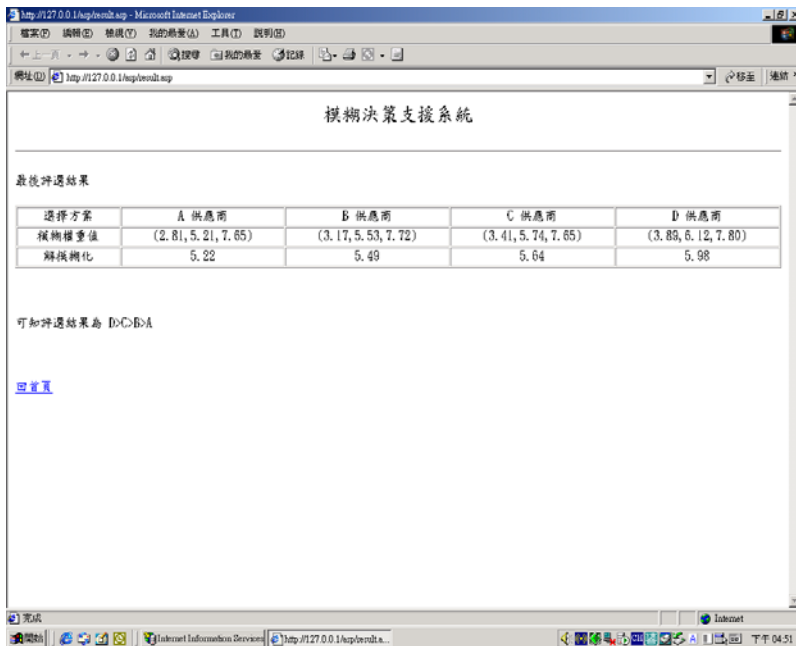 http://127.0.0.1/asp/result.asp - Microsoft Internet Explorer
檔案(F) 編輯(E) 檢視(V) 我的最愛(A) 工具(T) 說明(H)
上一頁 搜尋 我的最愛 記錄
網址(D) http://127.0.0.1/asp/result.asp 移至 連結
模糊決策支援系統
最後評選結果
選擇方案 A 供應商 B 供應商 C 供應商 D 供應商
模糊權重值 (2.81, 5.21, 7.65) (3.17, 5.53, 7.72) (3.41, 5.74, 7.65) (3.89, 6.12, 7.80)
解模糊化 5.22 5.49 5.64 5.98
可知評選結果為 D>C>B>A
回首頁
完成 Internet
開始 Internet Information Services http://127.0.0.1/asp/resulta... 下午 04:51